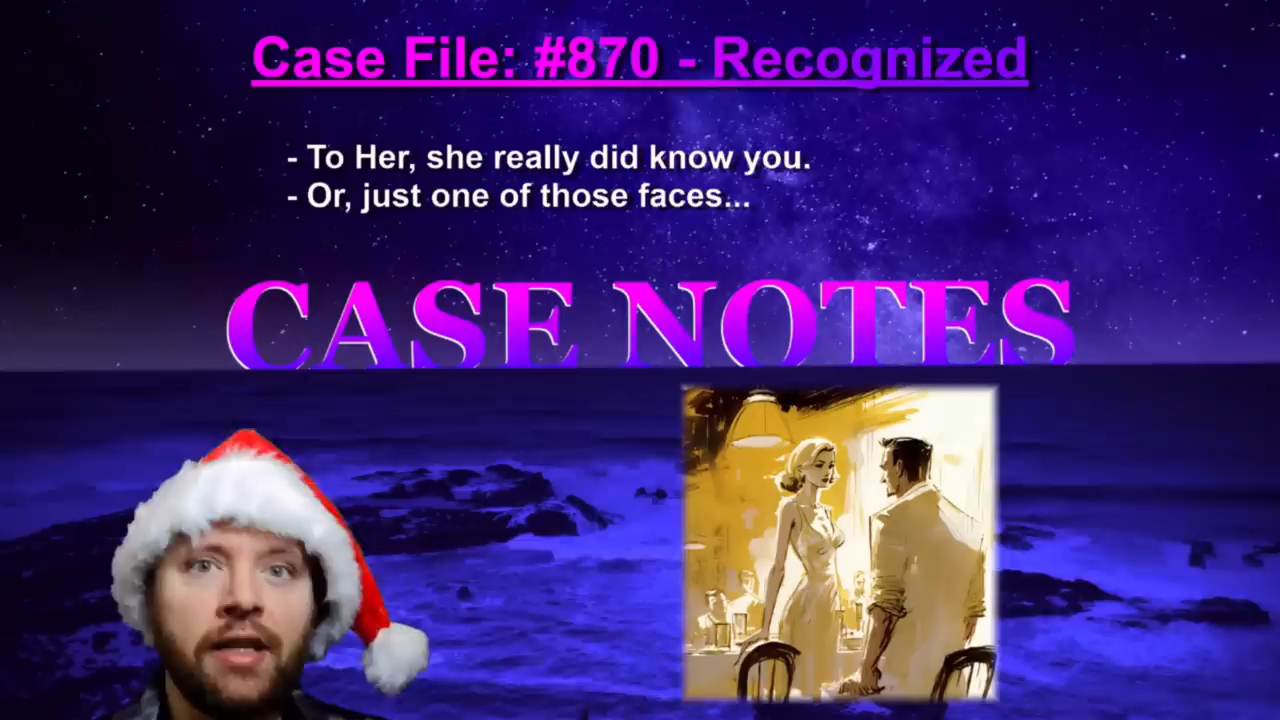 Case File: #870 - Recognized
- To Her, she really did know you.
- Or, just one of those faces...
CASE NOTES